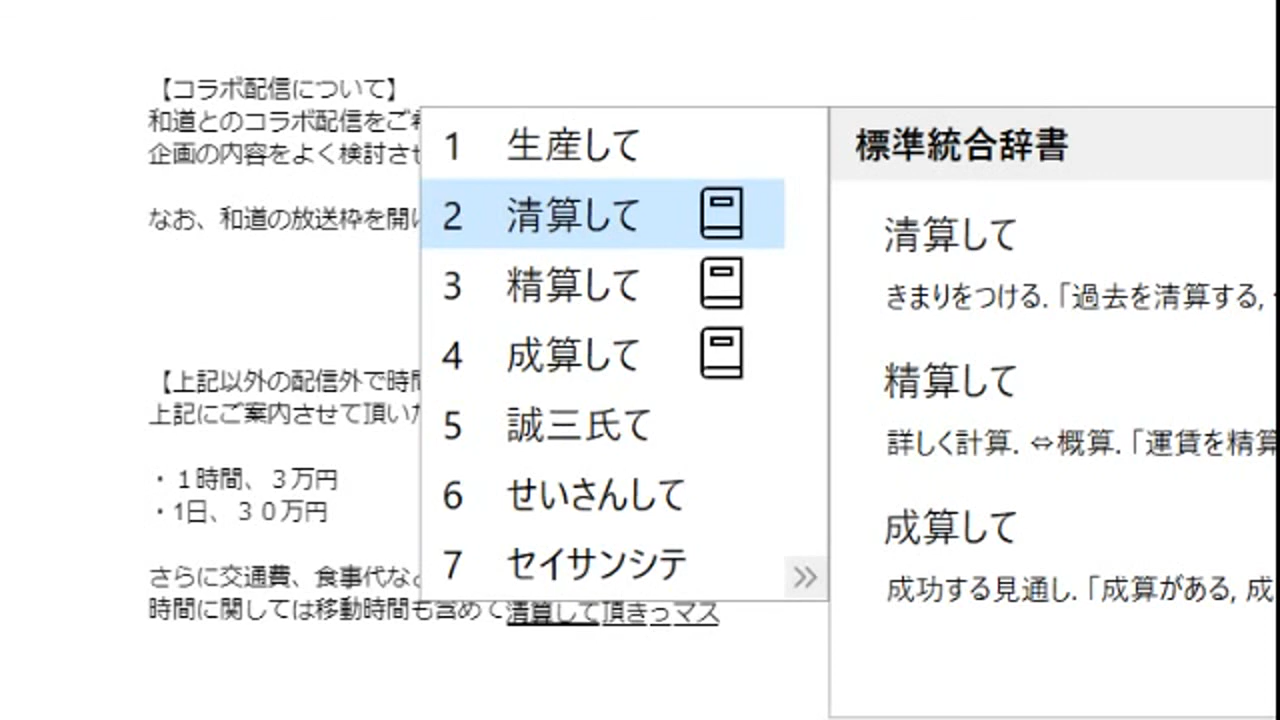 【コラボ配信について】
和道とのコラボ配信をご
企画の内容をよく検討させ
なお、和道の放送枠を開
【上記以外の配信外で時
上記にご案内させて頂い
・１時間、３万円
・1日、３０万円
さらに交通費、食事代な
時間に関しては移動時間も含めて清算して頂きっマス
1 生産して
2 清算して
3 精算して
4 成算して
5 誠三氏て
6 せいさんして
7 セイサンシテ
»
標準統合辞書
清算して
きまりをつける.「過去を清算する,
精算して
詳しく計算. ⇔概算.「運賃を精算
成算して
成功する見通し.「成算がある, 成